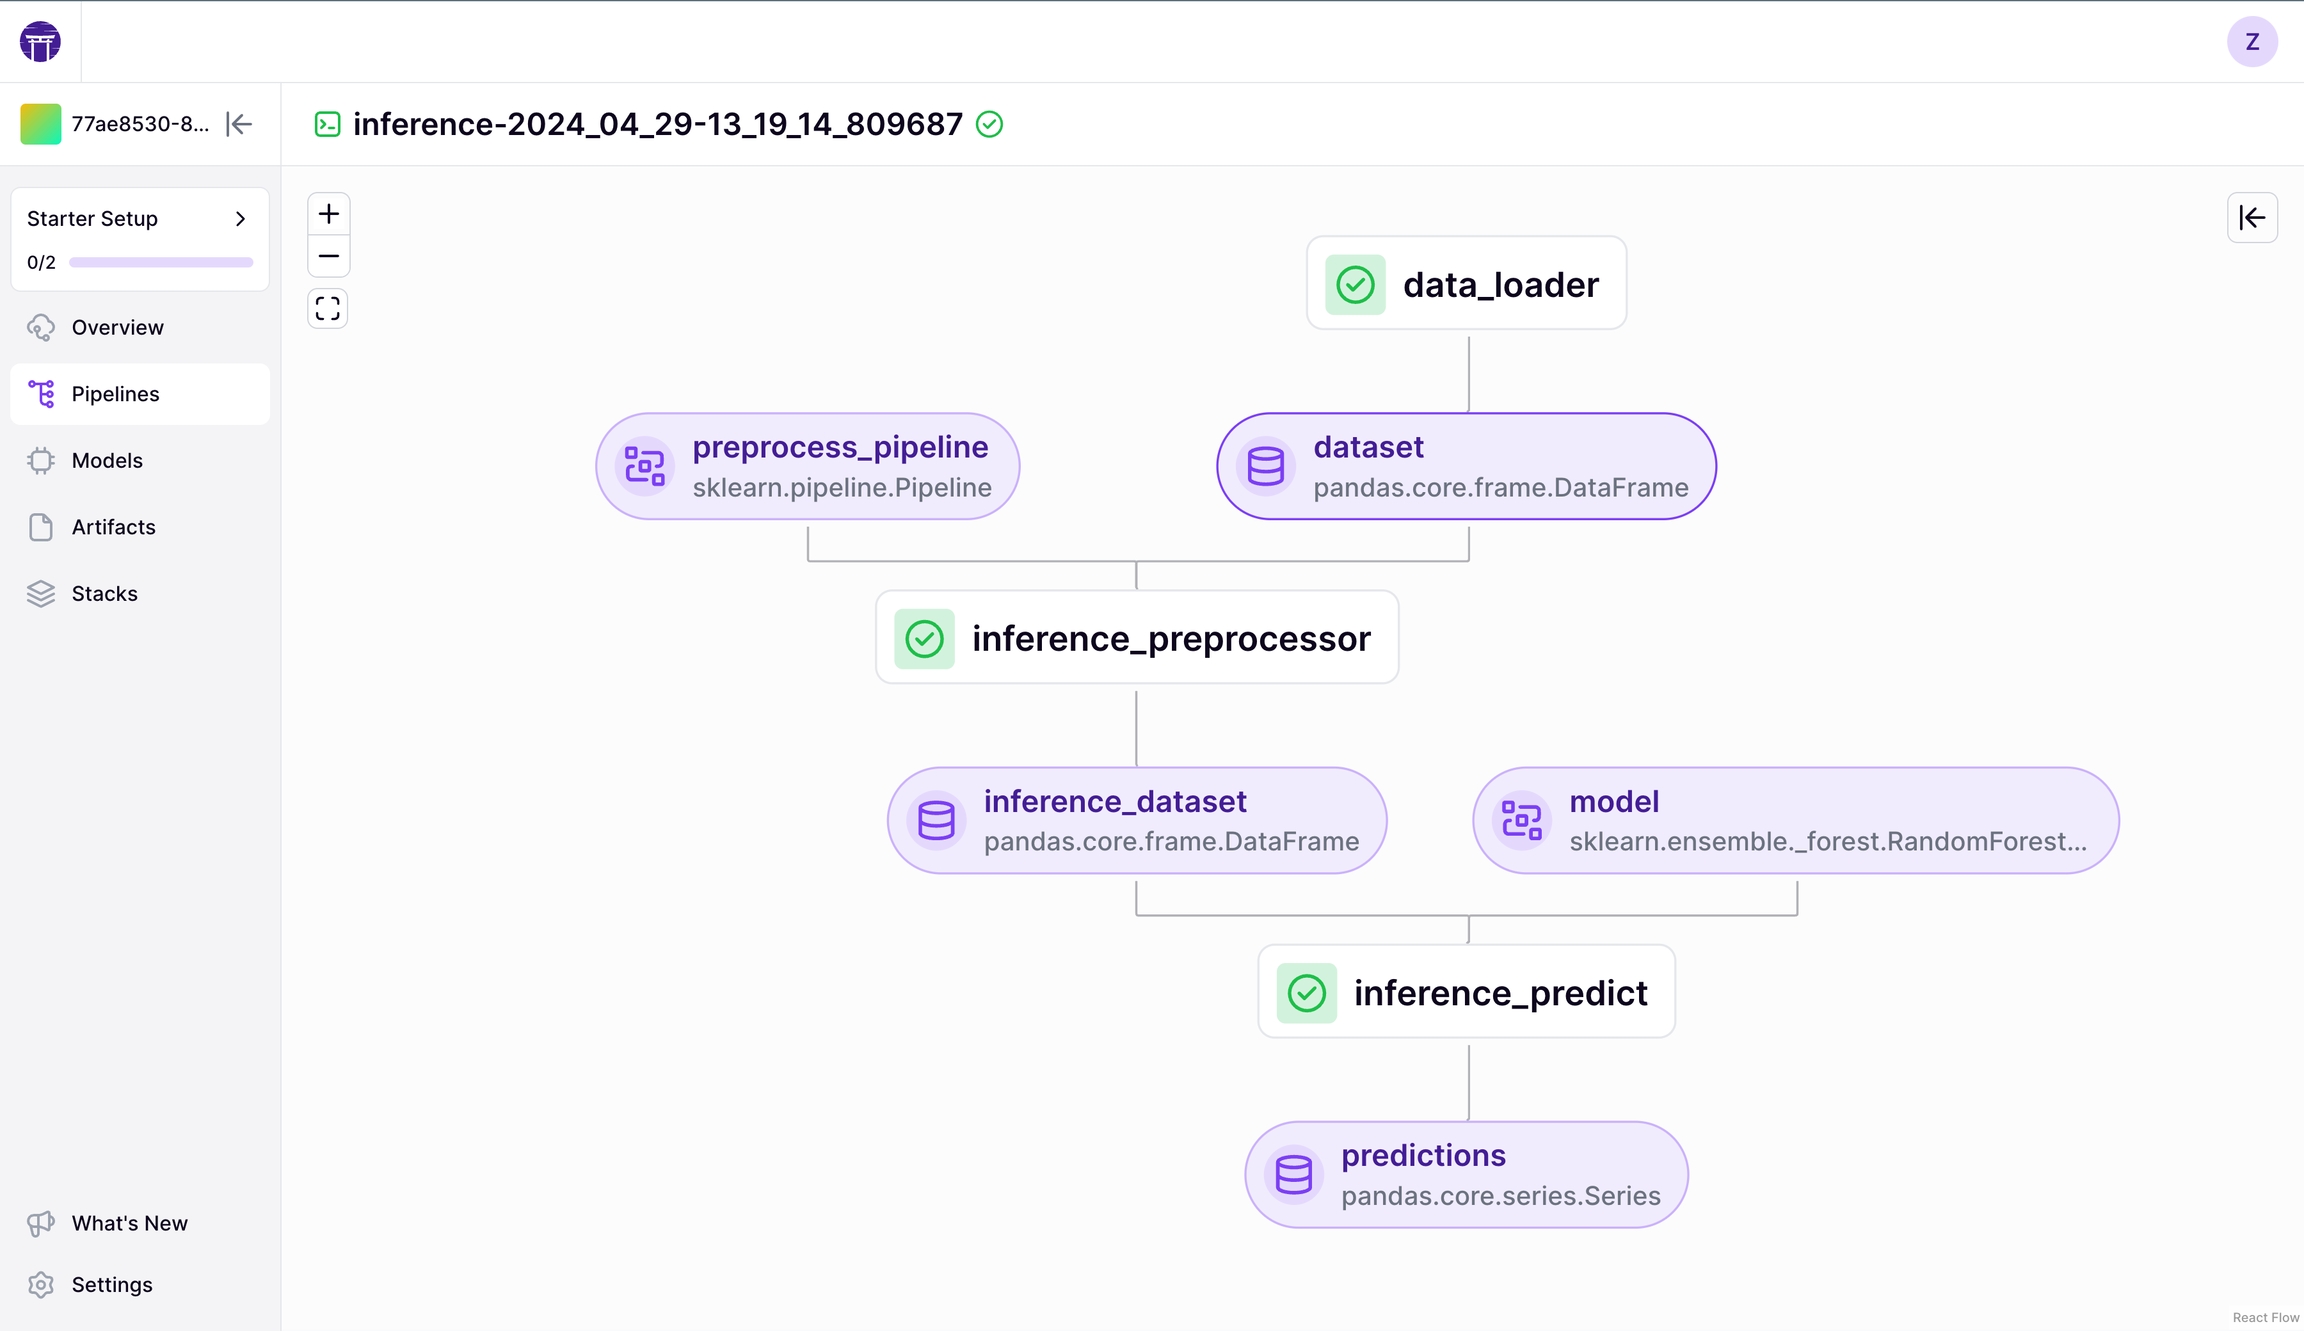 Z
77ae8530-8...
inference-2024_04_29-13_19_14_809687
Starter Setup
0/2
Overview
Pipelines
Models
Artifacts
Stacks
What's New
Settings
data_loader
preprocess_pipeline
sklearn.pipeline.Pipeline
dataset
pandas.core.frame.DataFrame
inference_preprocessor
inference_dataset
pandas.core.frame.DataFrame
model
sklearn.ensemble._forest.RandomForest...
inference_predict
predictions
pandas.core.series.Series
React Flow